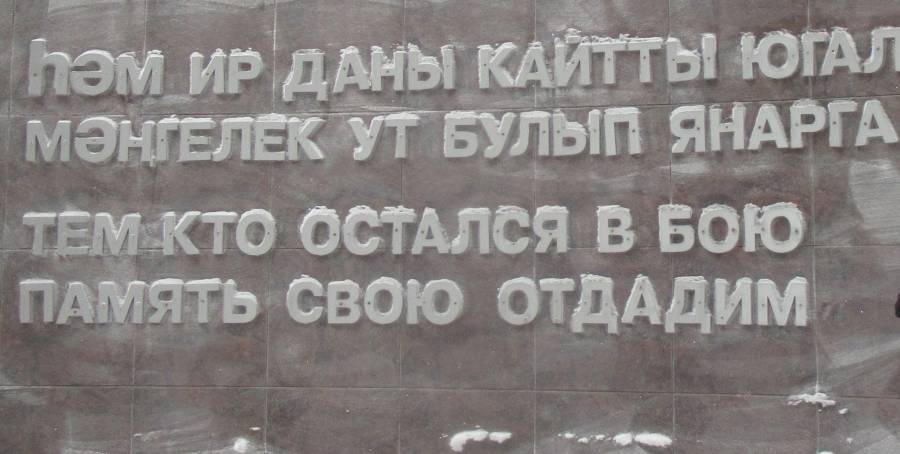 ҺӘМ ИР ДАНЫ КАЙТТЫ ЮГАЛ
МӘҢГЕЛЕК УТ БУЛЫП ЯНАРГА
ТЕМ КТО ОСТАЛСЯ В БОЮ
ПАМЯТЬ СВОЮ ОТДАДИМ